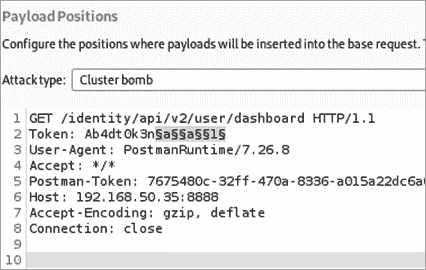 Payload Positions
Configure the positions where payloads will be inserted into the base request.
Attack type: Cluster bomb
1 GET /identity/api/v2/user/dashboard HTTP/1.1
2 Token: Ab4dt0k3n§a§§a§§1§
3 User-Agent: PostmanRuntime/7.26.8
4 Accept: */*
5 Postman-Token: 7675480c-32ff-470a-8336-a015a22dc6a
6 Host: 192.168.50.35:8888
7 Accept-Encoding: gzip, deflate
8 Connection: close
9
10